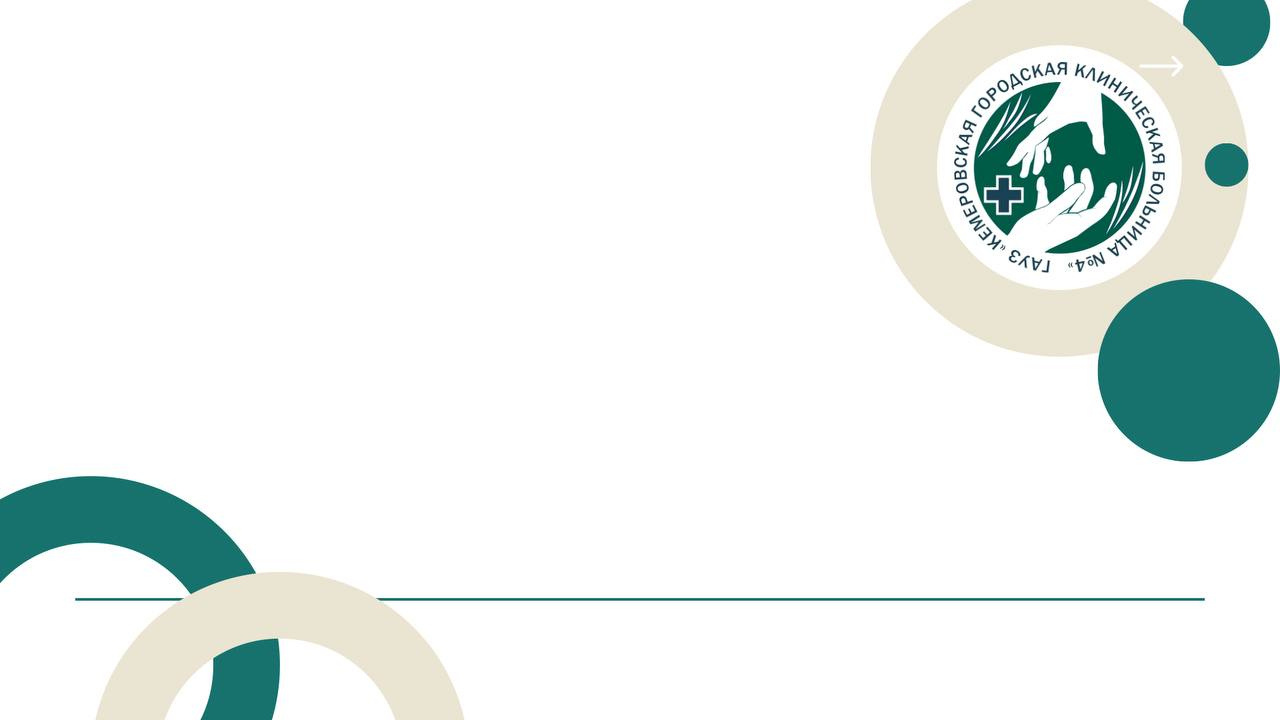 ГАУЗ «КЕМЕРОВСКАЯ ГОРОДСКАЯ КЛИНИЧЕСКАЯ БОЛЬНИЦА №4»